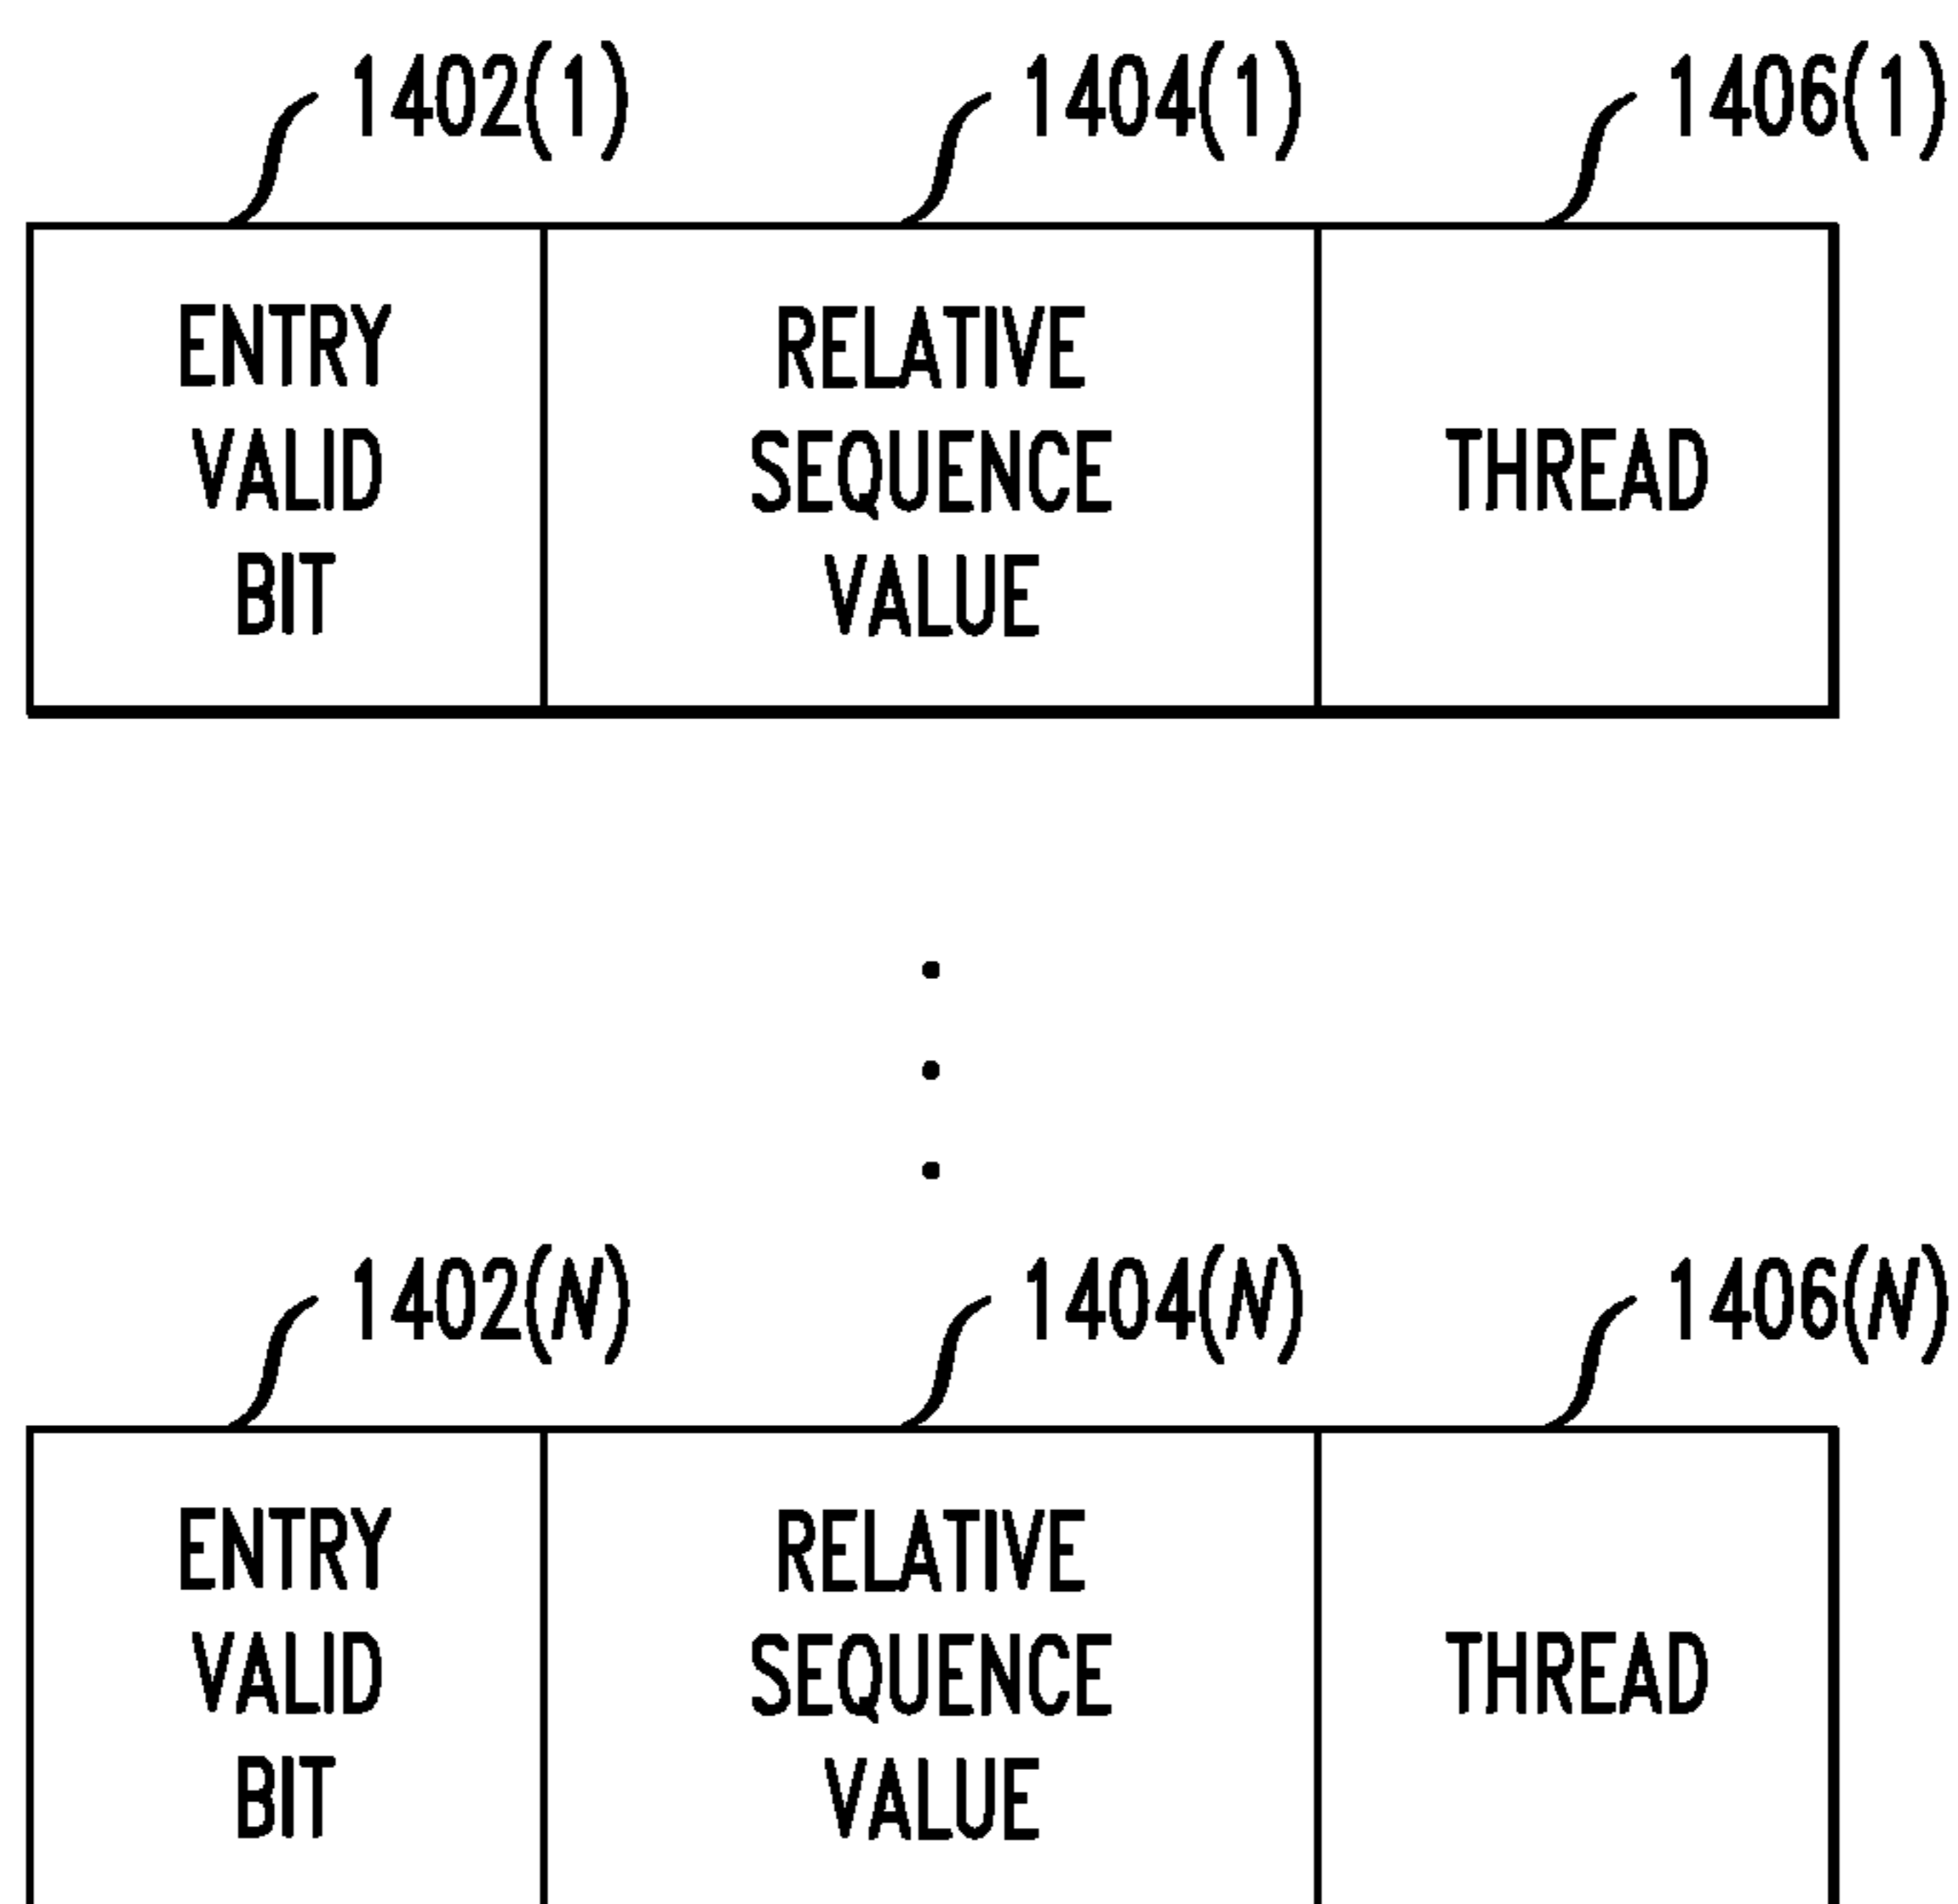 1402(1) 1404(1) 1406(1)
ENTRY
VALID
BIT
RELATIVE
SEQUENCE
VALUE
THREAD
1402(N) 1404(N) 1406(N)
ENTRY
VALID
BIT
RELATIVE
SEQUENCE
VALUE
THREAD